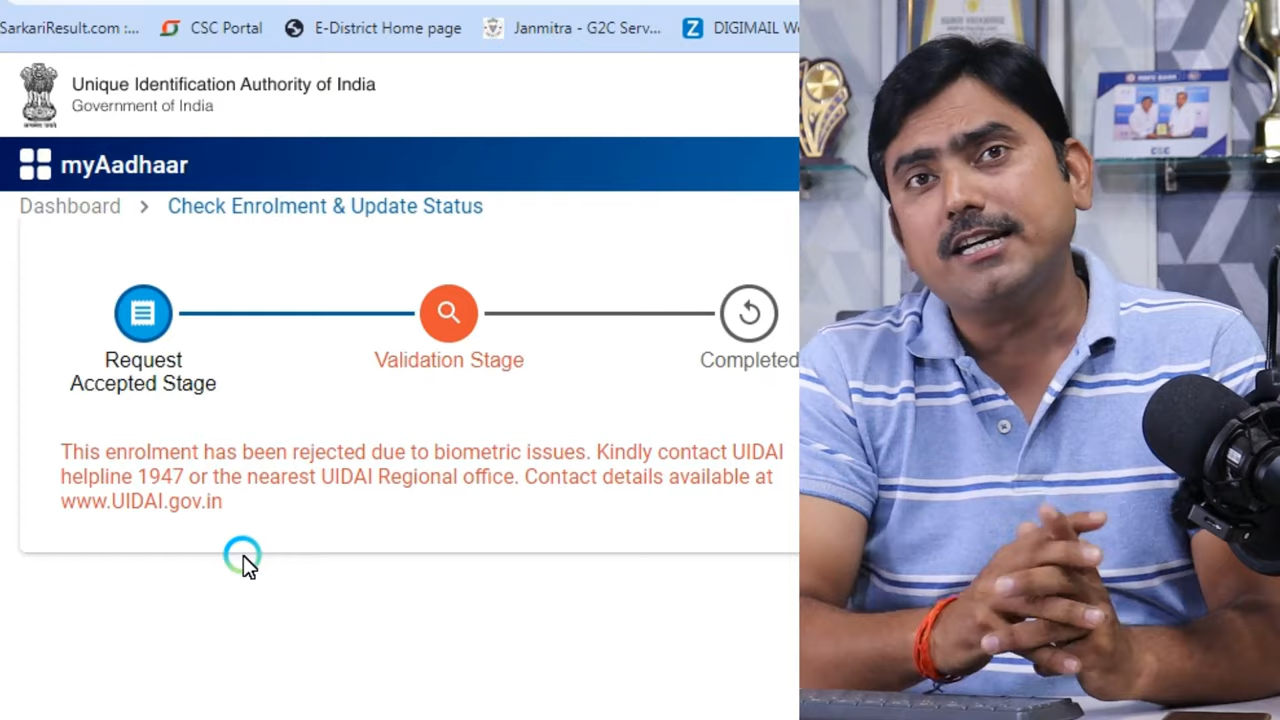 SarkariResult.com :...
CSC Portal
E-District Home page
Janmitra - G2C Serv...
DIGIMAIL W
Unique Identification Authority of India
Government of India
myAadhaar
Dashboard > Check Enrolment & Update Status
Request
Accepted Stage
Validation Stage
Completed
This enrolment has been rejected due to biometric issues. Kindly contact UIDAI
helpline 1947 or the nearest UIDAI Regional office. Contact details available at
www.UIDAI.gov.in
CSC